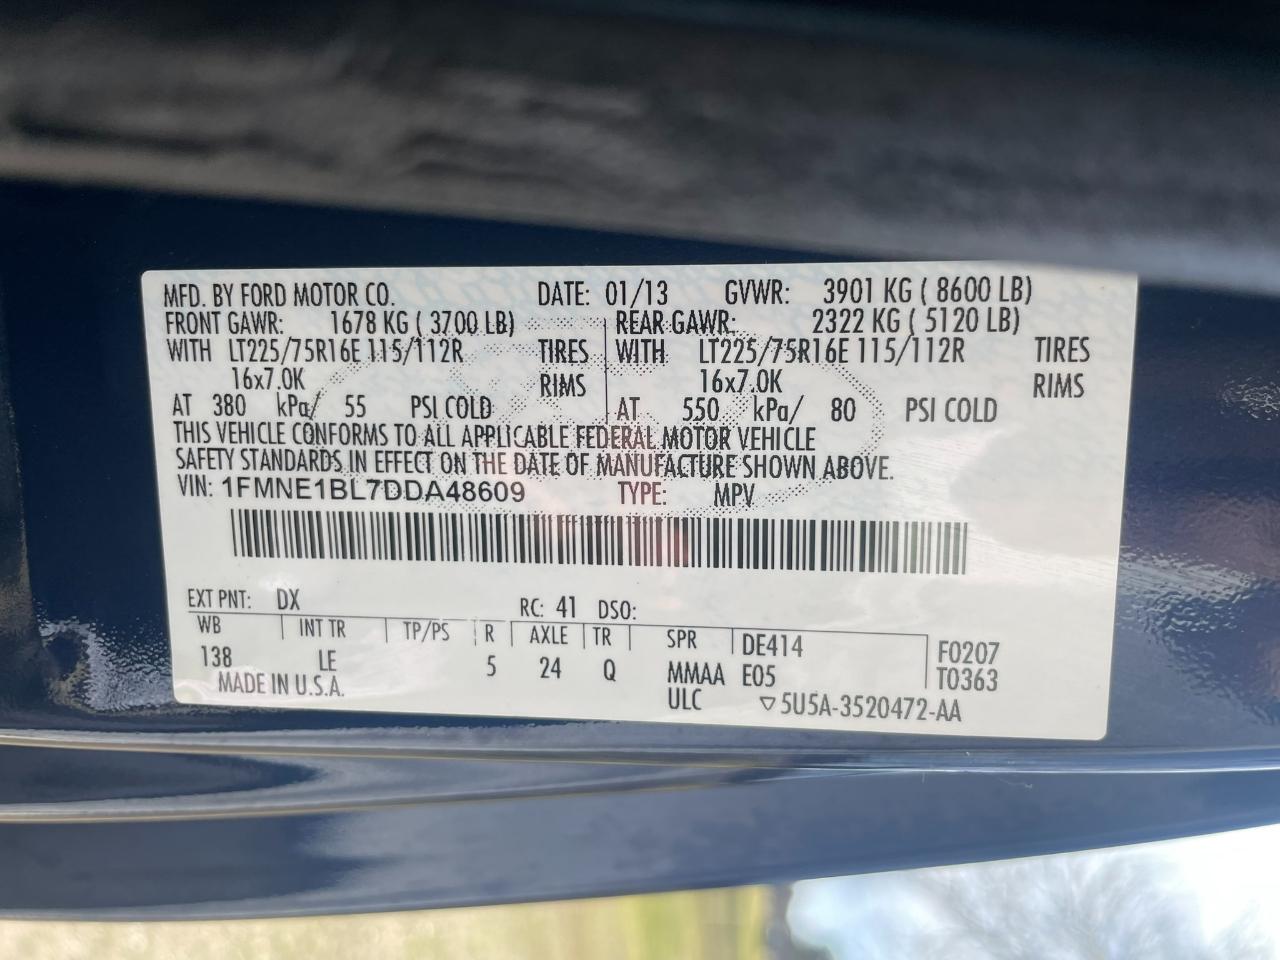 MFD. BY FORD MOTOR CO. DATE: 01/13 GVWR: 3901 KG ( 8600 LB)
FRONT GAWR: 1678 KG ( 3700 LB) REAR GAWR: 2322 KG ( 5120 LB)
WITH LT225/75R16E 115/112R TIRES WITH LT225/75R16E 115/112R TIRES
16x7.0K RIMS 16x7.0K RIMS
AT 380 kPa/ 55 PSI COLD AT 550 kPa/ 80 PSI COLD
THIS VEHICLE CONFORMS TO ALL APPLICABLE FEDERAL MOTOR VEHICLE
SAFETY STANDARDS IN EFFECT ON THE DATE OF MANUFACTURE SHOWN ABOVE.
VIN: 1FMNE1BL7DDA48609 TYPE: MPV
EXT PNT: DX RC: 41 DSO:
WB INT TR TP/PS R AXLE TR SPR DE414 F0207
138 LE 5 24 Q MMAA E05 T0363
MADE IN U.S.A. ULC ▽5U5A-3520472-AA